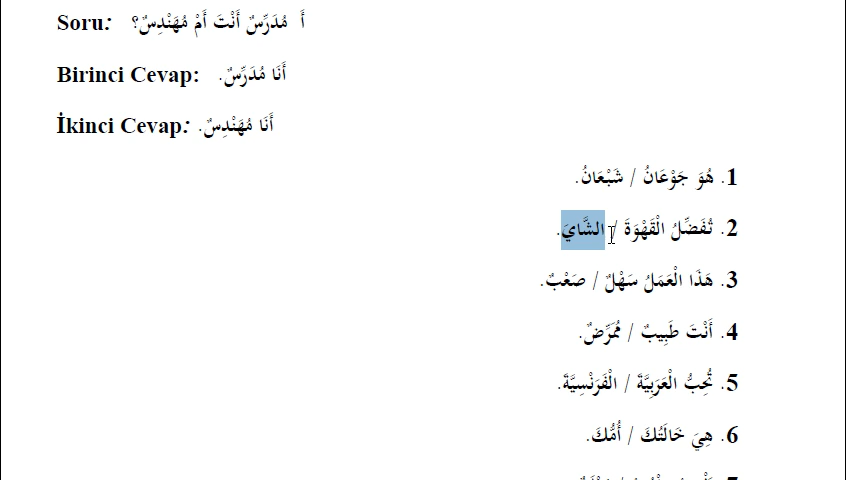 Soru: أَ مُدَرِّسٌ أَنْتَ أَمْ مُهَنْدِسٌ؟
Birinci Cevap: أَنَا مُدَرِّسٌ.
İkinci Cevap: أَنَا مُهَنْدِسٌ.
1. هُوَ جَوْعَانُ / شَبْعَانُ.
2. تُفَضِّلُ الْقَهْوَةَ / الشَّايَ.
3. هَذَا الْعَمَلُ سَهْلٌ / صَعْبٌ.
4. أَنْتَ طَبِيبٌ / مُمَرِّضٌ.
5. تُحِبُّ الْعَرَبِيَّةَ / الْفَرَنْسِيَّةَ.
6. هِيَ خَالَتُكَ / أُمُّكَ.